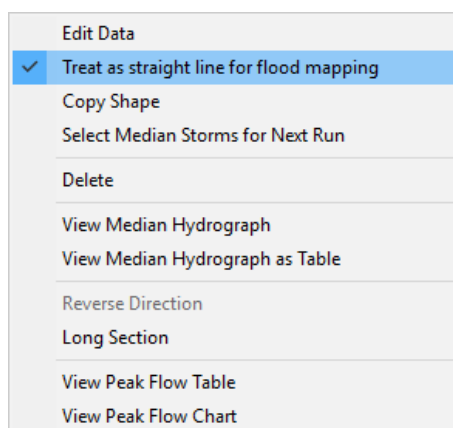 Edit Data
Treat as straight line for flood mapping
Copy Shape
Select Median Storms for Next Run
Delete
View Median Hydrograph
View Median Hydrograph as Table
Reverse Direction
Long Section
View Peak Flow Table
View Peak Flow Chart